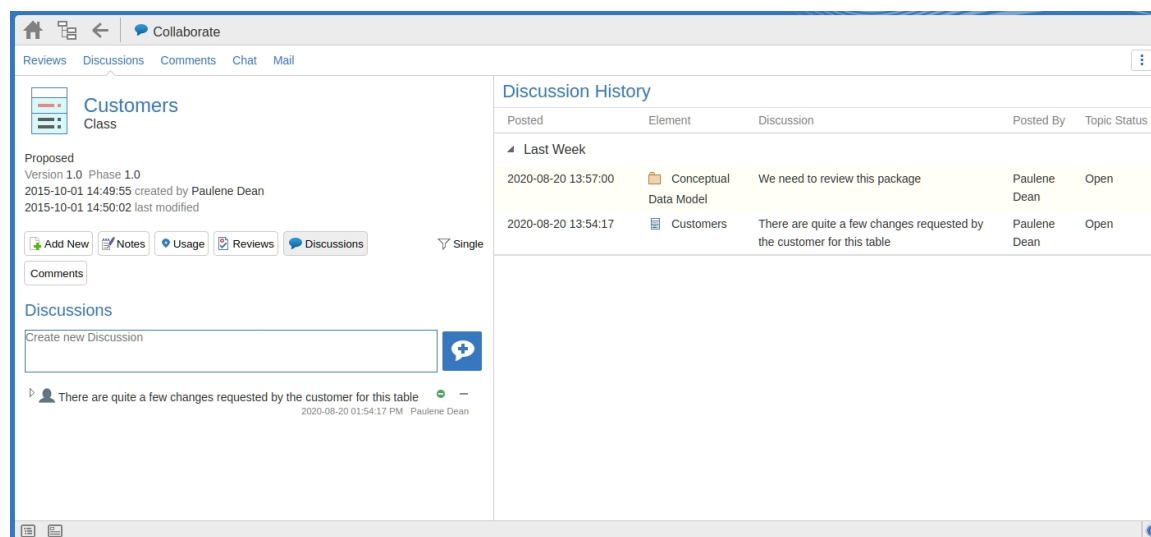 Collaborate
Reviews Discussions Comments Chat Mail
Customers
Class
Proposed
Version 1.0 Phase 1.0
2015-10-01 14:49:55 created by Paulene Dean
2015-10-01 14:50:02 last modified
Add New Notes Usage Reviews Discussions Single
Comments
Discussions
Create new Discussion
There are quite a few changes requested by the customer for this table
2020-08-20 01:54:17 PM Paulene Dean
Discussion History
Posted Element Discussion Posted By Topic Status
Last Week
2020-08-20 13:57:00 Conceptual We need to review this package Paulene Open
Data Model Dean
2020-08-20 13:54:17 Customers There are quite a few changes requested by Paulene Open
the customer for this table Dean